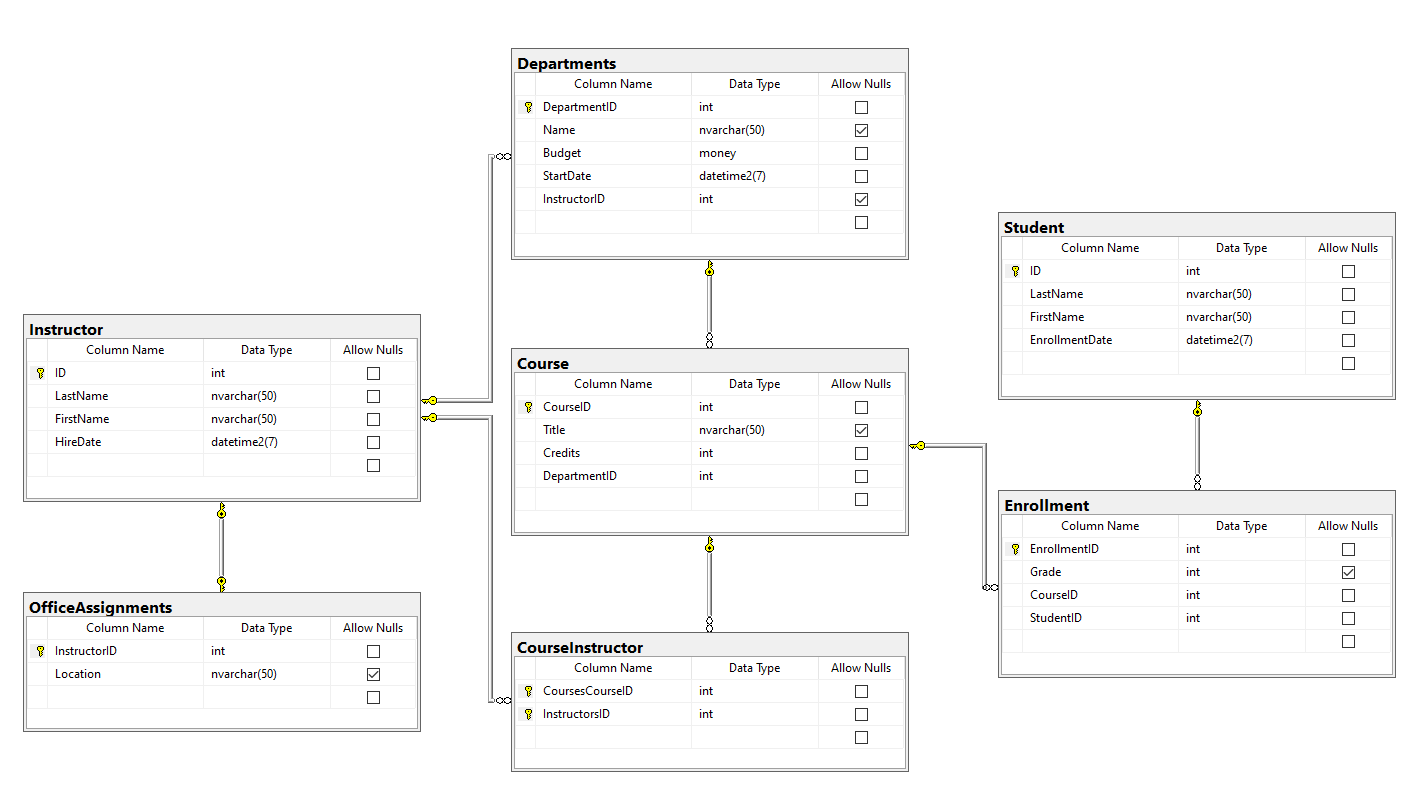 Departments
Column Name Data Type Allow Nulls
DepartmentID int
Name nvarchar(50)
Budget money
StartDate datetime2(7)
InstructorID int
Student
Column Name Data Type Allow Nulls
ID int
LastName nvarchar(50)
FirstName nvarchar(50)
EnrollmentDate datetime2(7)
Instructor
Column Name Data Type Allow Nulls
ID int
LastName nvarchar(50)
FirstName nvarchar(50)
HireDate datetime2(7)
Course
Column Name Data Type Allow Nulls
CourseID int
Title nvarchar(50)
Credits int
DepartmentID int
Enrollment
Column Name Data Type Allow Nulls
EnrollmentID int
Grade int
CourseID int
StudentID int
OfficeAssignments
Column Name Data Type Allow Nulls
InstructorID int
Location nvarchar(50)
CourseInstructor
Column Name Data Type Allow Nulls
CoursesCourseID int
InstructorsID int